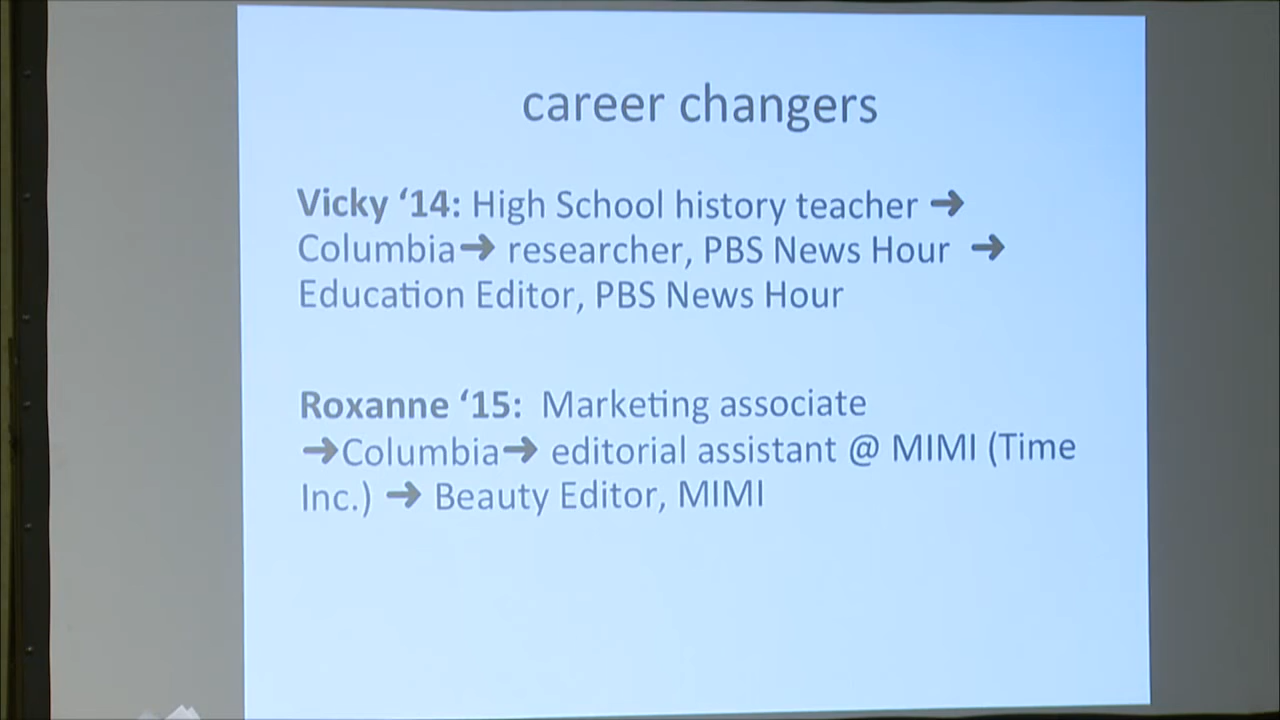 career changers
Vicky ‘14: High School history teacher ➔
Columbia➔ researcher, PBS News Hour ➔
Education Editor, PBS News Hour
Roxanne ‘15: Marketing associate
➔Columbia➔ editorial assistant @ MIMI (Time
Inc.) ➔ Beauty Editor, MIMI